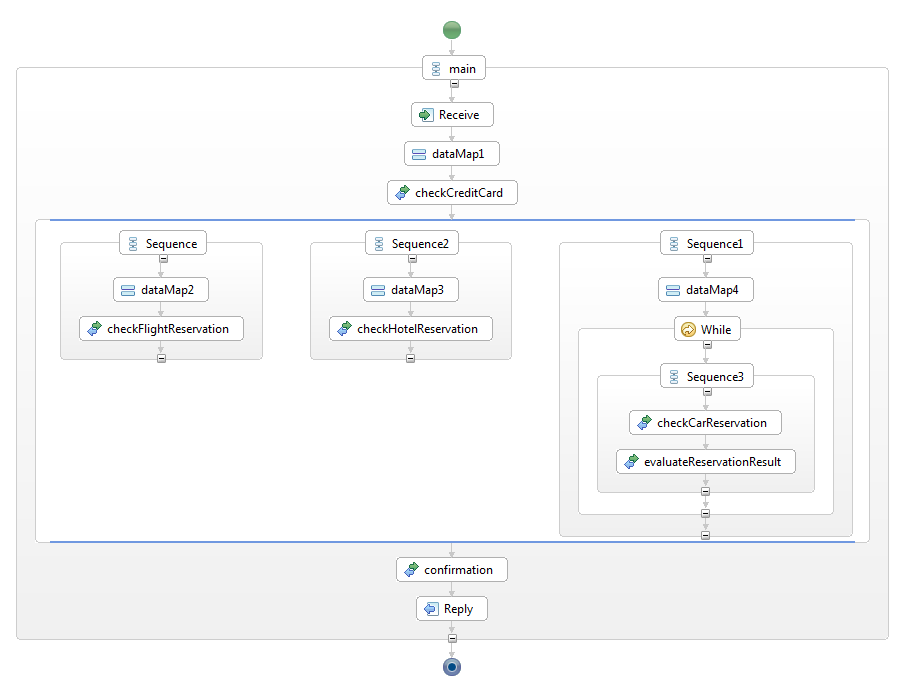 main
Receive
dataMap1
checkCreditCard
Sequence
dataMap2
checkFlightReservation
Sequence2
dataMap3
checkHotelReservation
Sequence1
dataMap4
While
Sequence3
checkCarReservation
evaluateReservationResult
confirmation
Reply